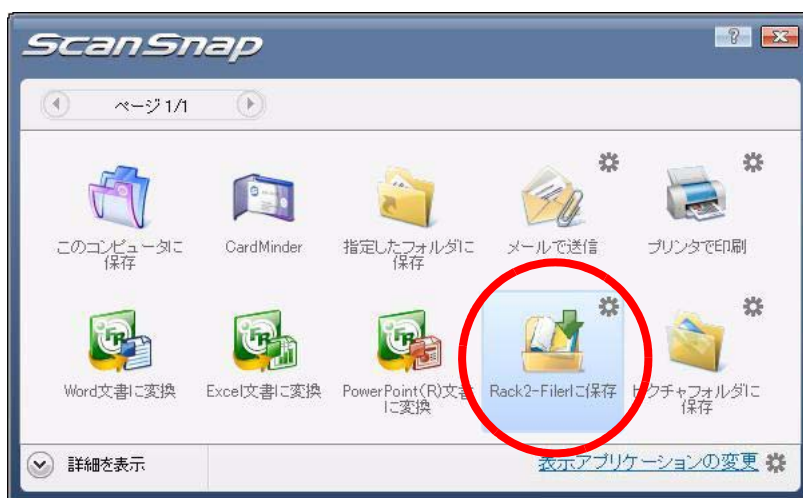 ScanSnap
ページ 1/1
このコンピュータに
保存
CardMinder
指定したフォルダに
保存
メールで送信
プリンタで印刷
Word文書に変換
Excel文書に変換
PowerPoint(R)文書
に変換
Rack2-Filerに保存
ピクチャフォルダに
保存
詳細を表示
表示アプリケーションの変更